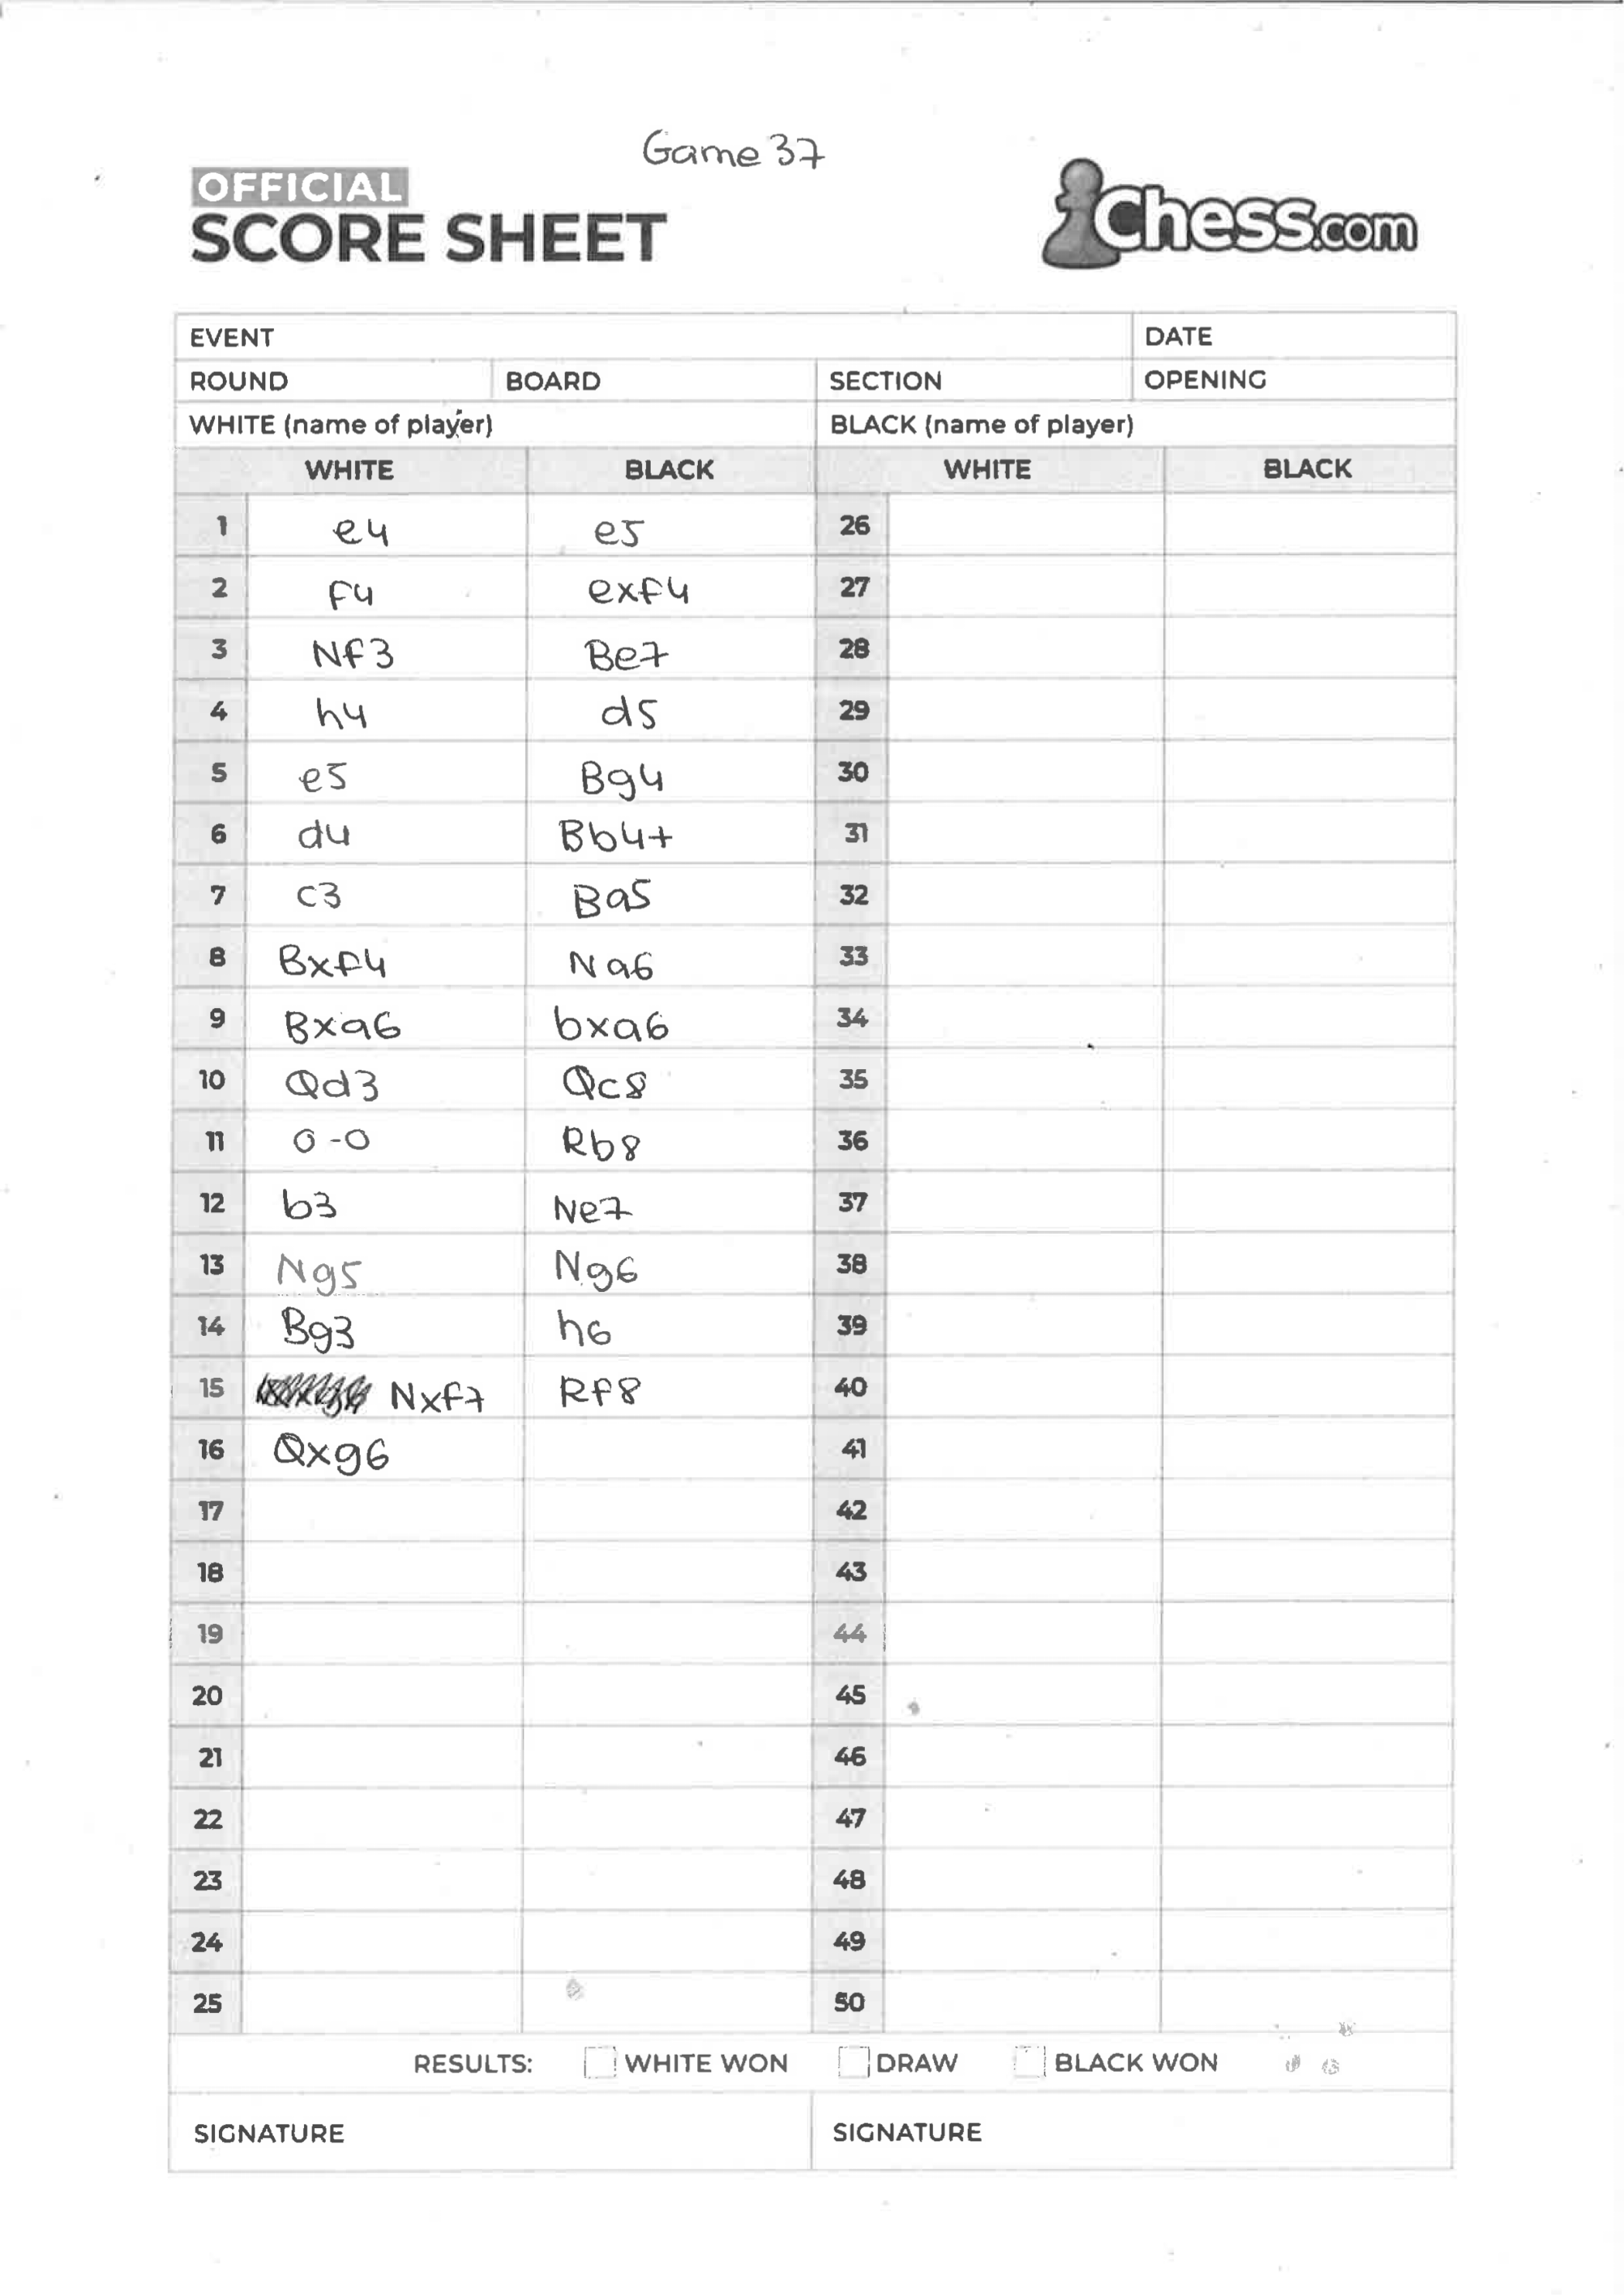 Game 37
OFFICIAL
SCORE SHEET
Chess.com
EVENT DATE
ROUND BOARD SECTION OPENING
WHITE (name of player) BLACK (name of player)
WHITE BLACK WHITE BLACK
1 e4 e5 26
2 f4 exf4 27
3 Nf3 Be7 28
4 h4 d5 29
5 e5 Bg4 30
6 d4 Bb4+ 31
7 c3 Ba5 32
8 Bxf4 Na6 33
9 Bxa6 bxa6 34
10 Qd3 Qc8 35
11 0-0 Rb8 36
12 b3 Ne7 37
13 Ng5 Ng6 38
14 Bg3 h6 39
15 Nxf7 Rf8 40
16 Qxg6 41
17 42
18 43
19 44
20 45
21 46
22 47
23 48
24 49
25 50
RESULTS: WHITE WON DRAW BLACK WON
SIGNATURE SIGNATURE